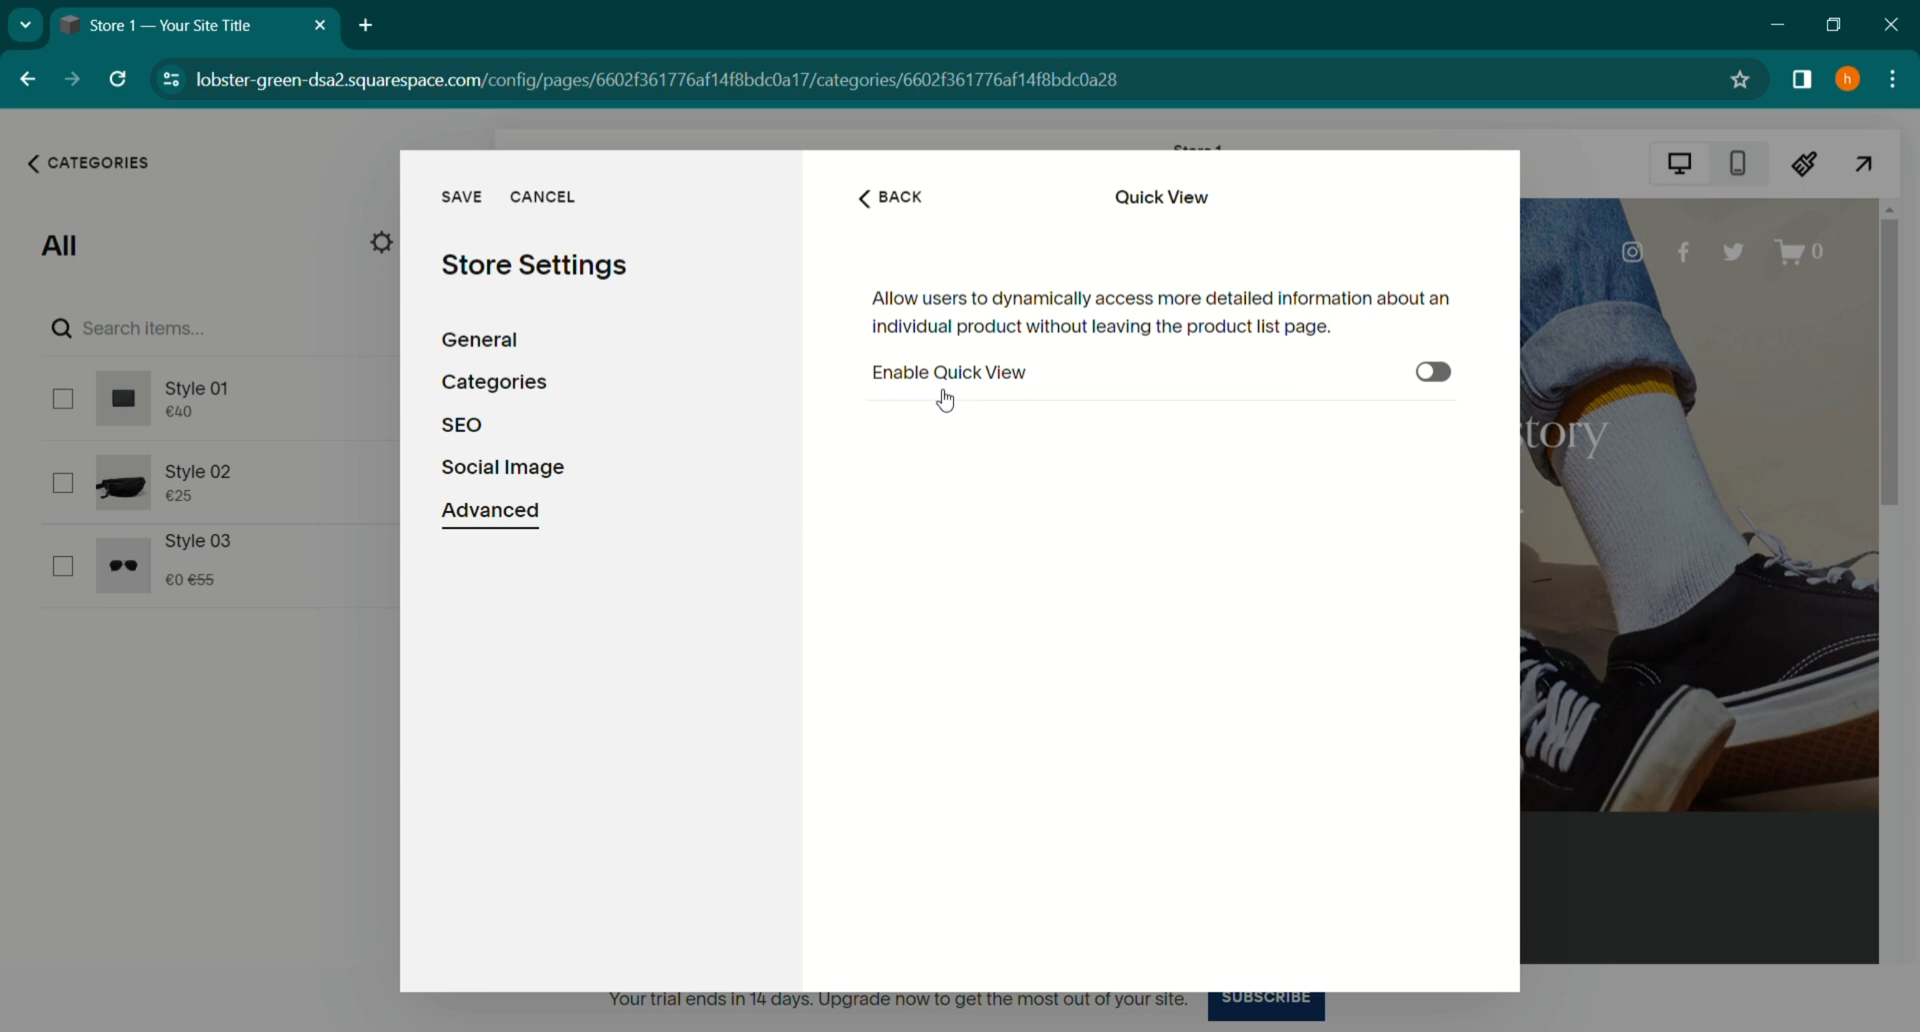 Store 1 — Your Site Title
lobster-green-dsa2.squarespace.com/config/pages/6602f361776af14f8bdc0a17/categories/6602f361776af14f8bdc0a28
h
CATEGORIES
All
Search items...
Style 01
€40
Style 02
€25
Style 03
€0 €55
SAVE CANCEL
Store Settings
General
Categories
SEO
Social Image
Advanced
BACK
Quick View
Allow users to dynamically access more detailed information about an
individual product without leaving the product list page.
Enable Quick View
Store 1
0
tory
Your trial ends in 14 days. Upgrade now to get the most out of your site.
SUBSCRIBE